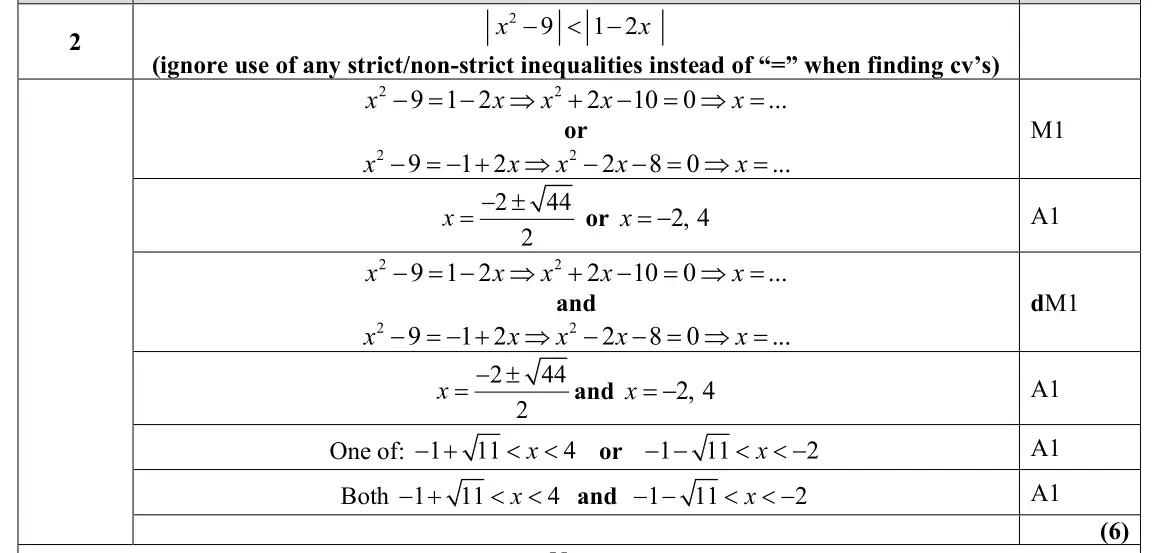 2
|x² − 9| < |1 − 2x|
(ignore use of any strict/non-strict inequalities instead of “=” when finding cv’s)
x² − 9 = 1 − 2x ⇒ x² + 2x − 10 = 0 ⇒ x = ...
or
x² − 9 = −1 + 2x ⇒ x² − 2x − 8 = 0 ⇒ x = ...
M1
x = (−2 ± √44)/2 or x = −2, 4
A1
x² − 9 = 1 − 2x ⇒ x² + 2x − 10 = 0 ⇒ x = ...
and
x² − 9 = −1 + 2x ⇒ x² − 2x − 8 = 0 ⇒ x = ...
dM1
x = (−2 ± √44)/2 and x = −2, 4
A1
One of: −1 + √11 < x < 4 or −1 − √11 < x < −2
A1
Both −1 + √11 < x < 4 and −1 − √11 < x < −2
A1
(6)